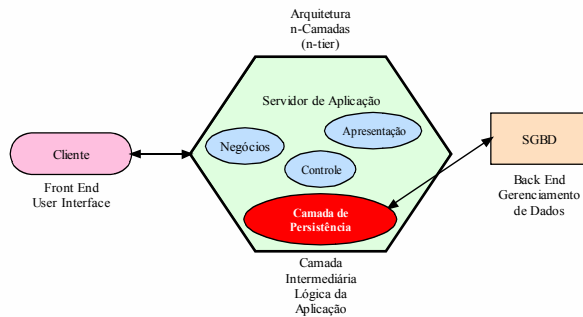 Arquitetura
n-Camadas
(n-tier)
Servidor de Aplicação
Apresentação
Negócios
Controle
Camada de
Persistência
Cliente
Front End
User Interface
SGBD
Back End
Gerenciamento
de Dados
Camada
Intermediária
Lógica da
Aplicação